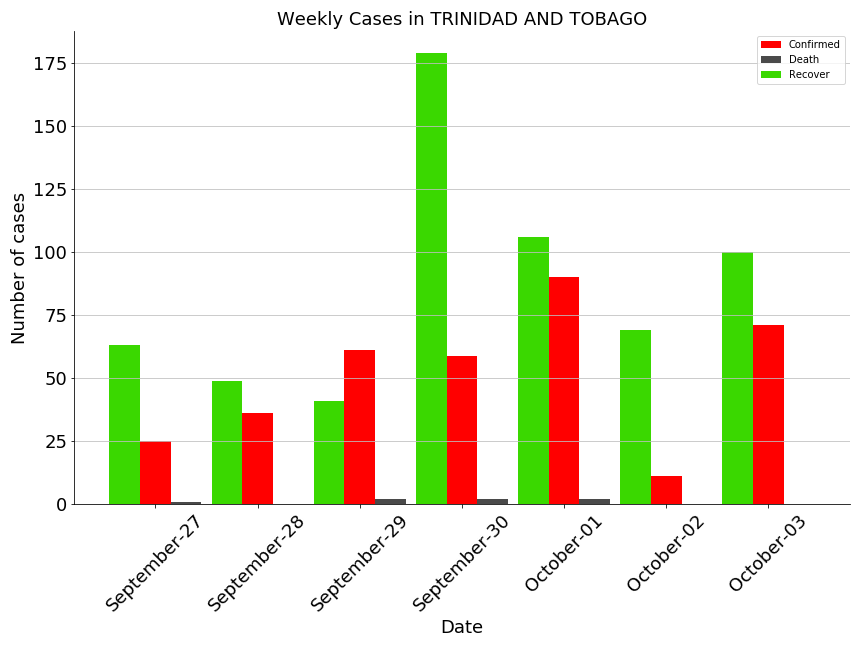 Weekly Cases in TRINIDAD AND TOBAGO
Confirmed
Death
Recover
Number of cases
175
150
125
100
75
50
25
0
September-27
September-28
September-29
September-30
October-01
October-02
October-03
Date